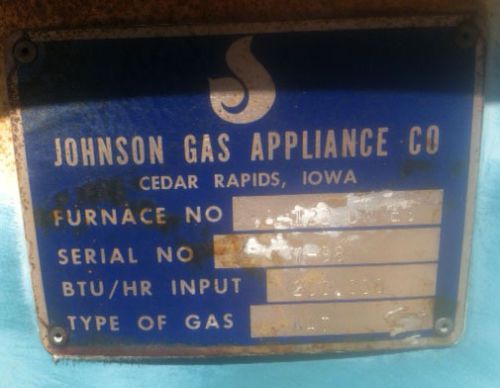 JOHNSON GAS APPLIANCE CO
CEDAR RAPIDS, IOWA
FURNACE NO
SERIAL NO
BTU/HR INPUT
TYPE OF GAS